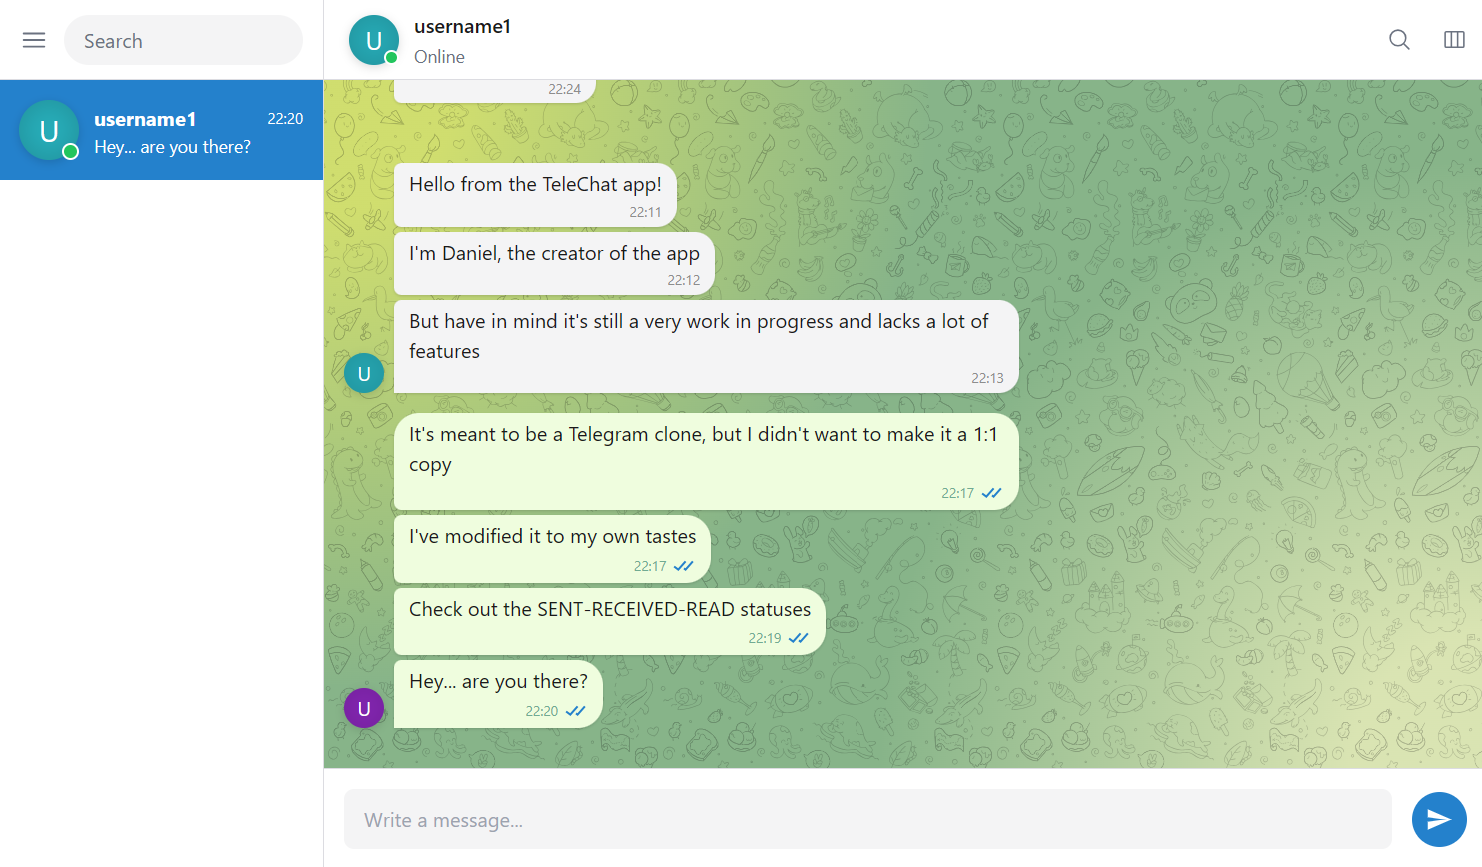 Search
U
username1
22:20
Hey... are you there?
U
username1
Online
22:24
Hello from the TeleChat app!
22:11
I'm Daniel, the creator of the app
22:12
But have in mind it's still a very work in progress and lacks a lot of
features
22:13
U
It's meant to be a Telegram clone, but I didn't want to make it a 1:1
copy
22:17
I've modified it to my own tastes
22:17
Check out the SENT-RECEIVED-READ statuses
22:19
Hey... are you there?
22:20
U
Write a message...